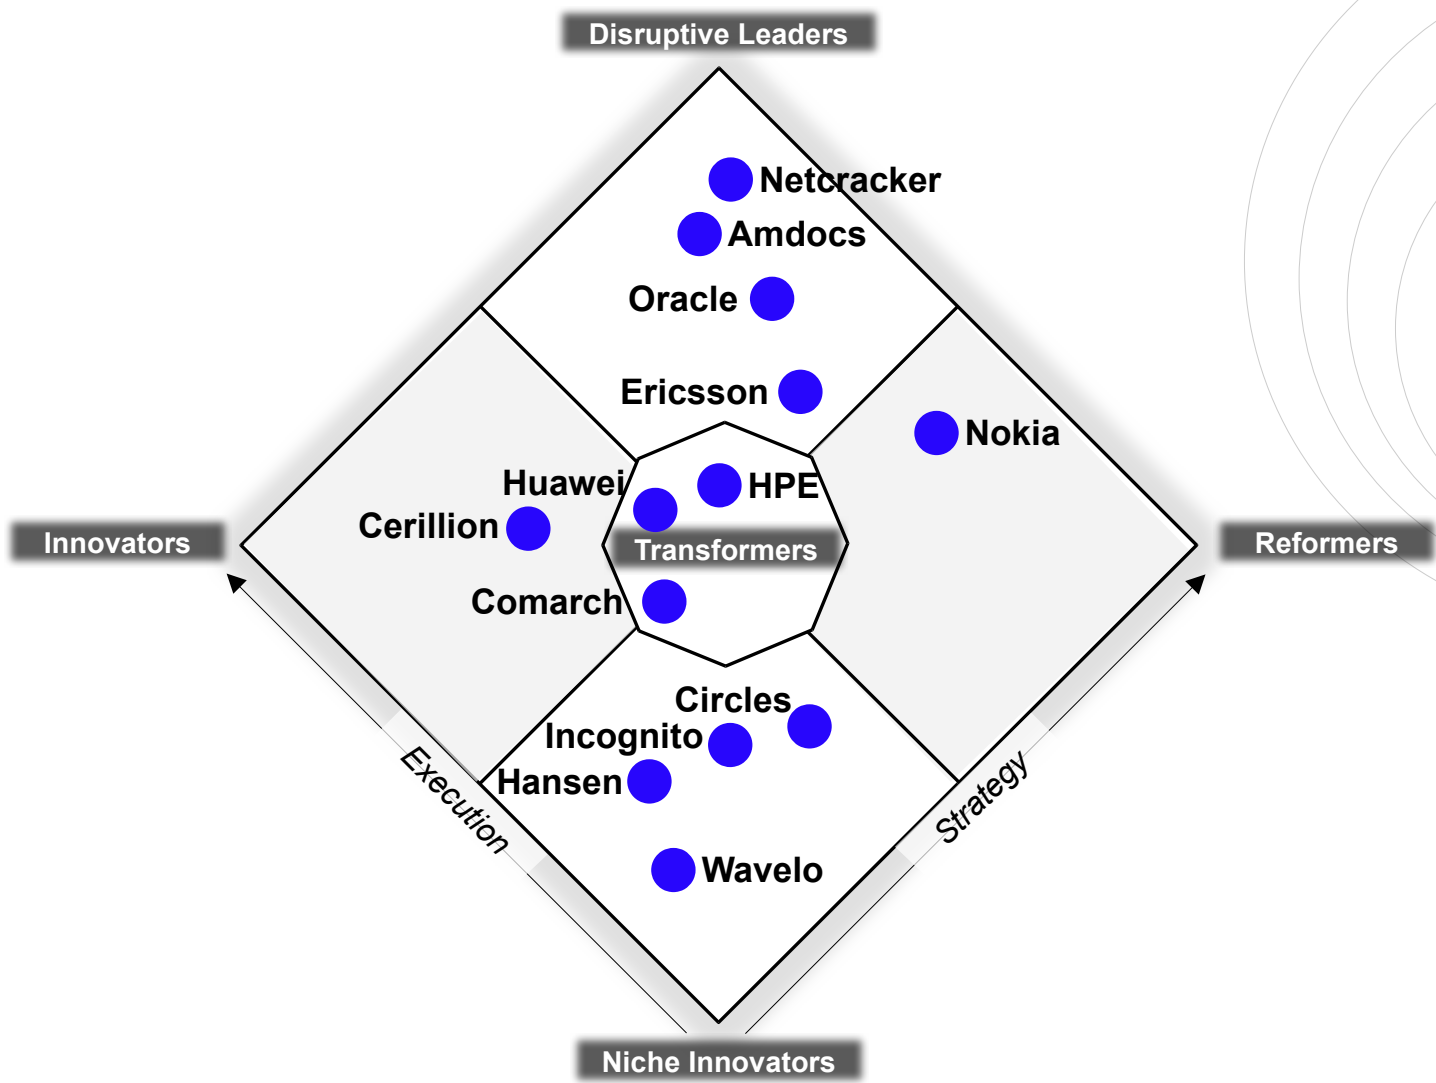 Disruptive Leaders
Netcracker
Amdocs
Oracle
Ericsson
Nokia
Huawei
HPE
Cerillion
Innovators
Transformers
Reformers
Comarch
Circles
Incognito
Hansen
Execution
Strategy
Wavelo
Niche Innovators